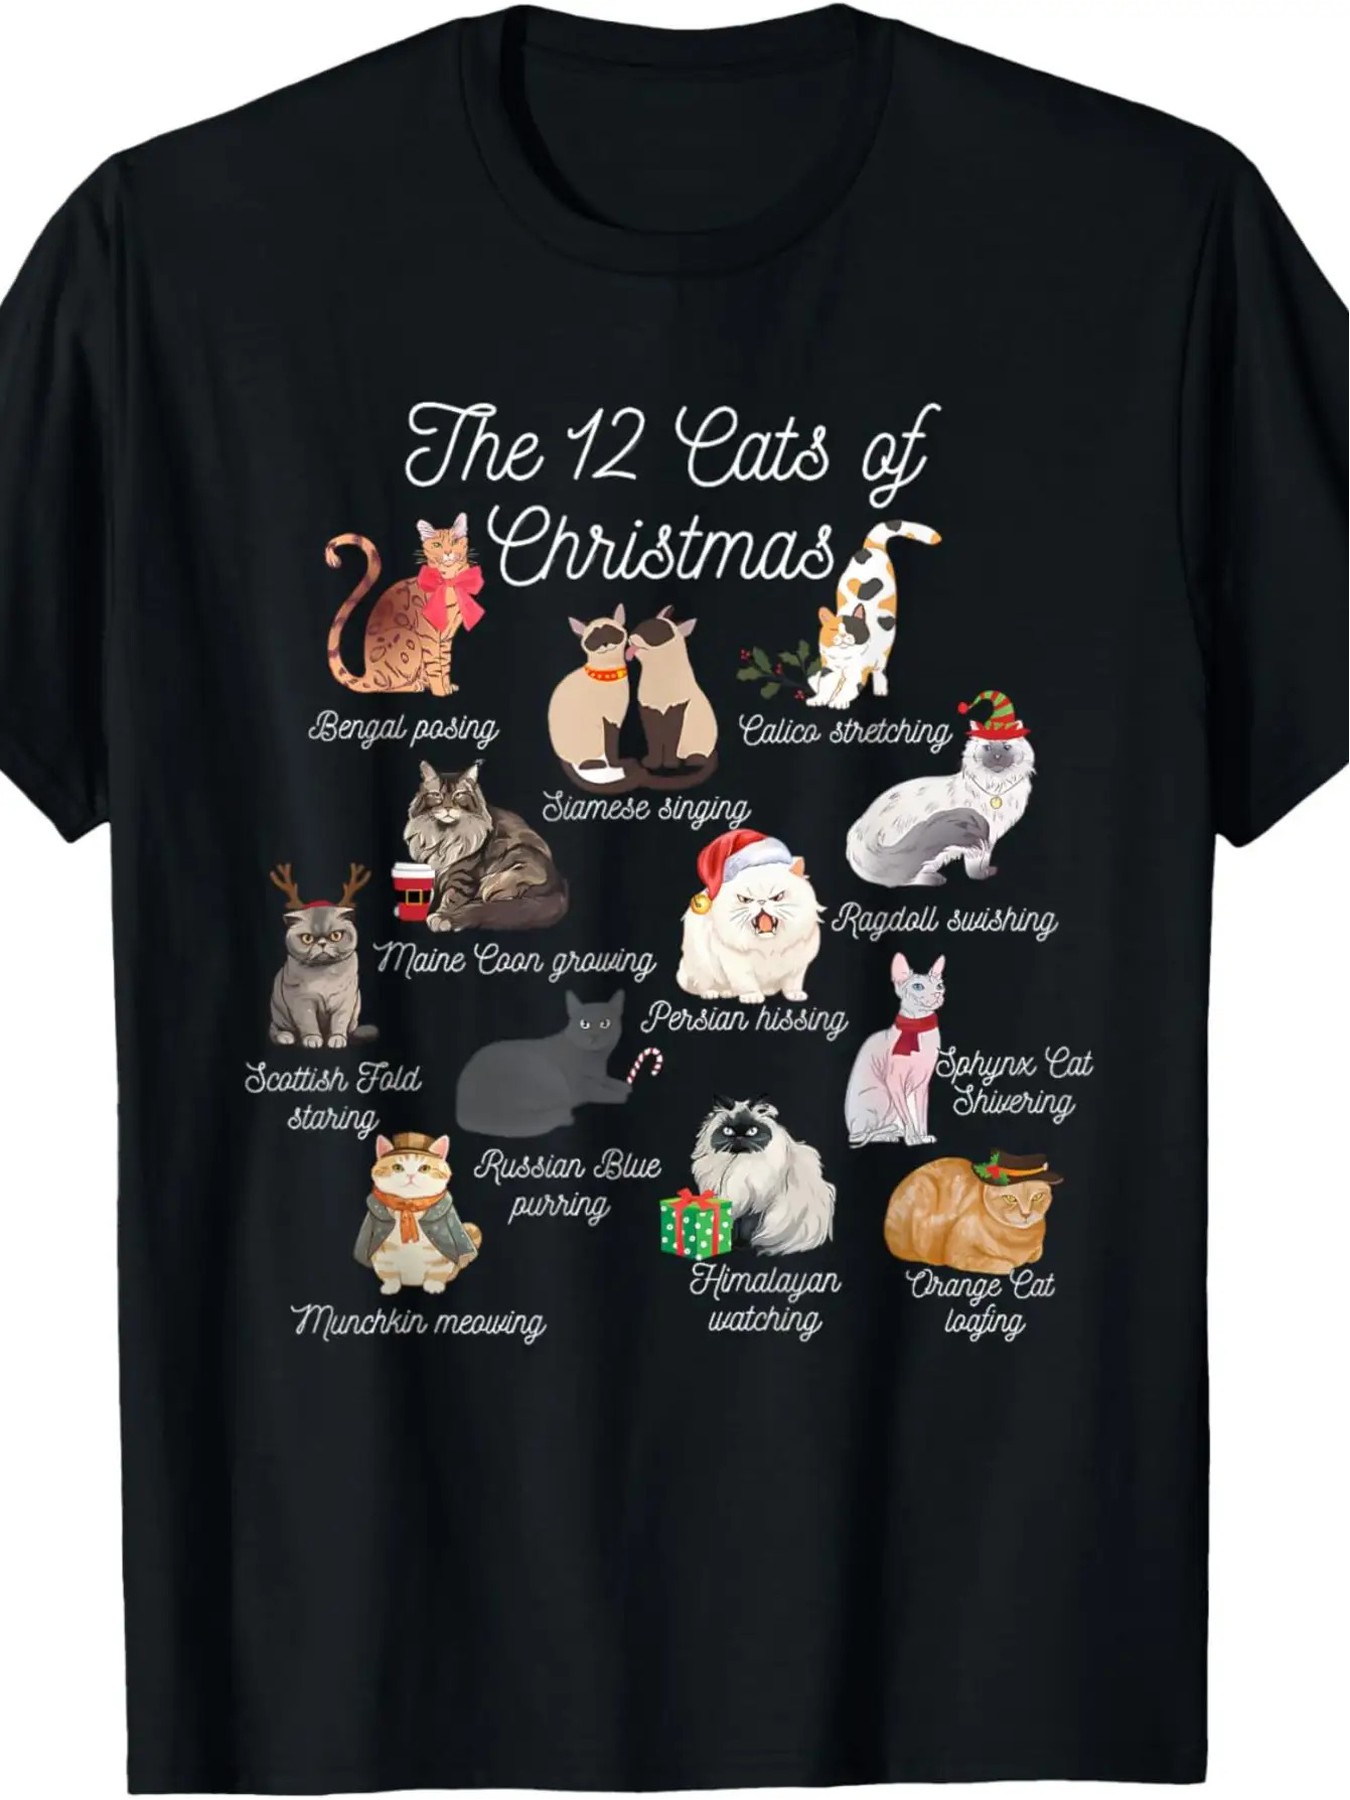 The 12 Cats of
Christmas
Bengal posing
Siamese singing
Calico stretching
Maine Coon growing
Ragdoll swishing
Persian hissing
Scottish Fold
staring
Sphynx Cat
Shivering
Russian Blue
purring
Munchkin meowing
Himalayan
watching
Orange Cat
loafing